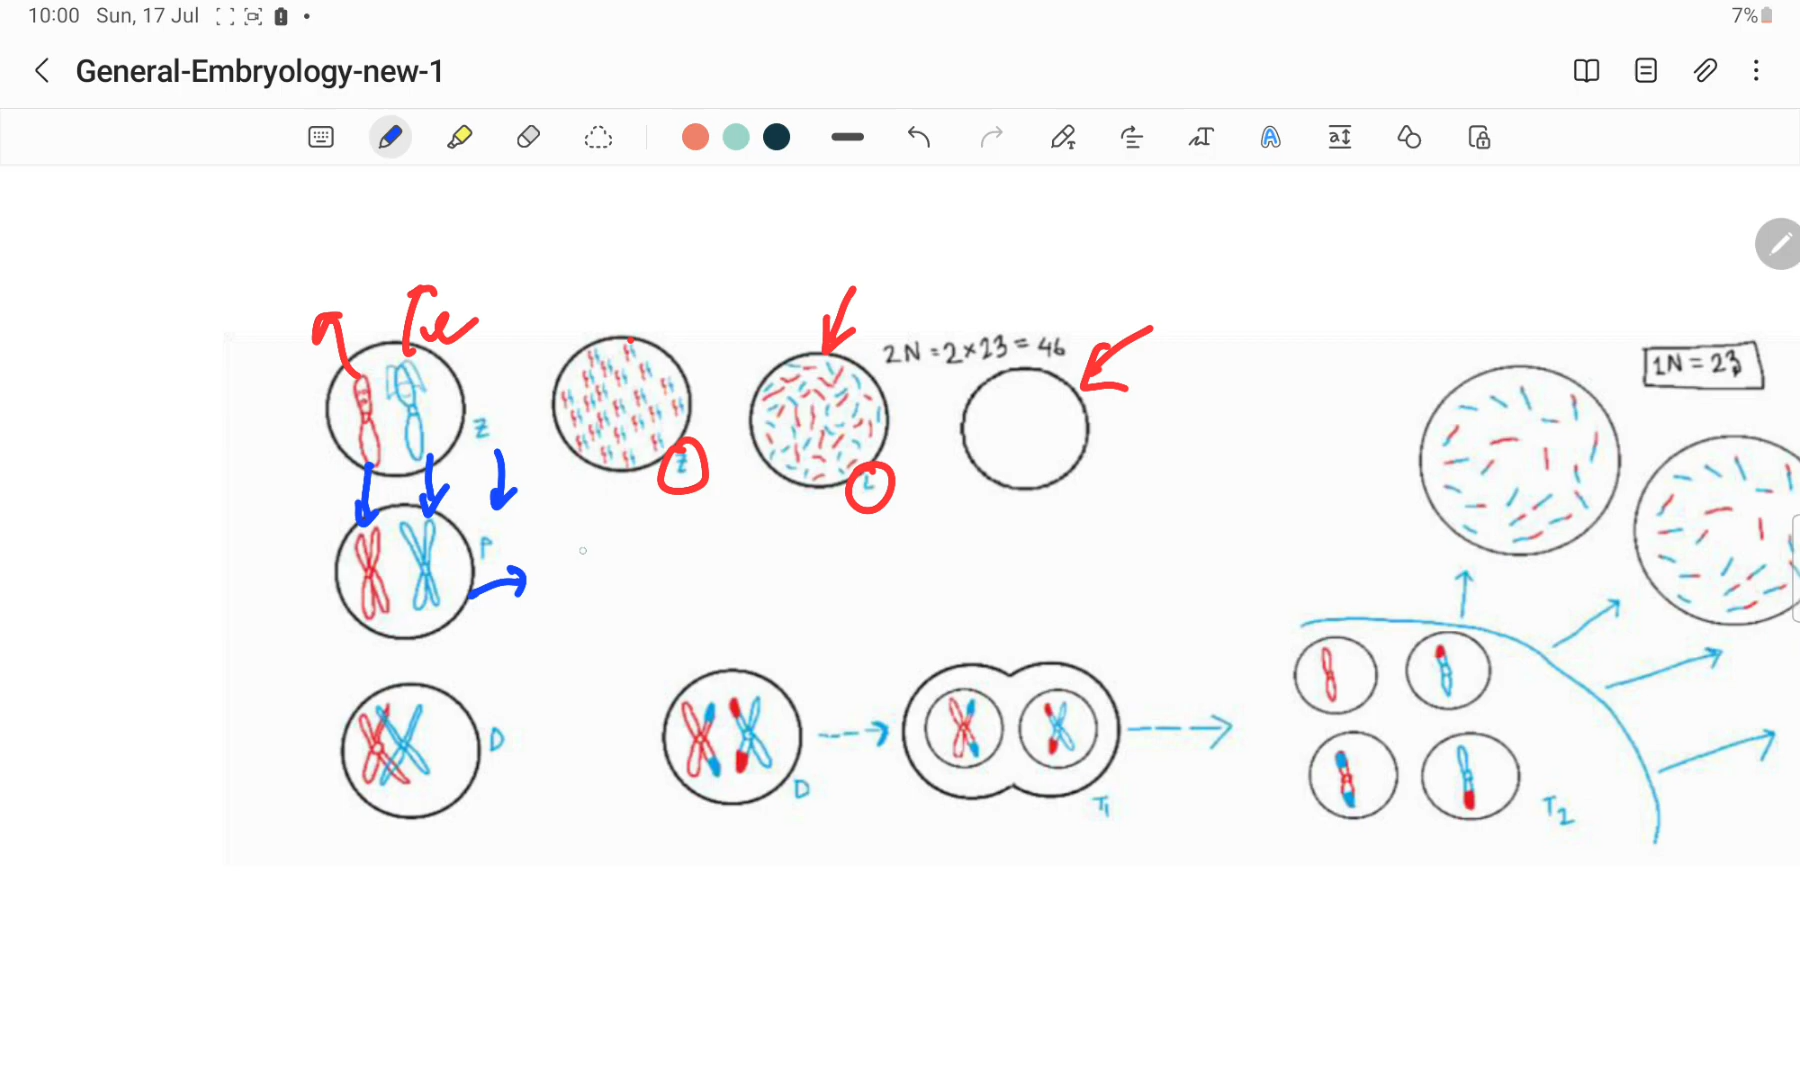 10:00 Sun, 17 Jul
7%
General-Embryology-new-1
2N = 2×23 = 46
1N = 23
Z
Z
L
P
D
D
T1
T2